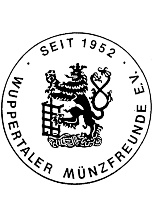 · SEIT 1952 ·
WUPPERTALER MÜNZFREUNDE E.V.